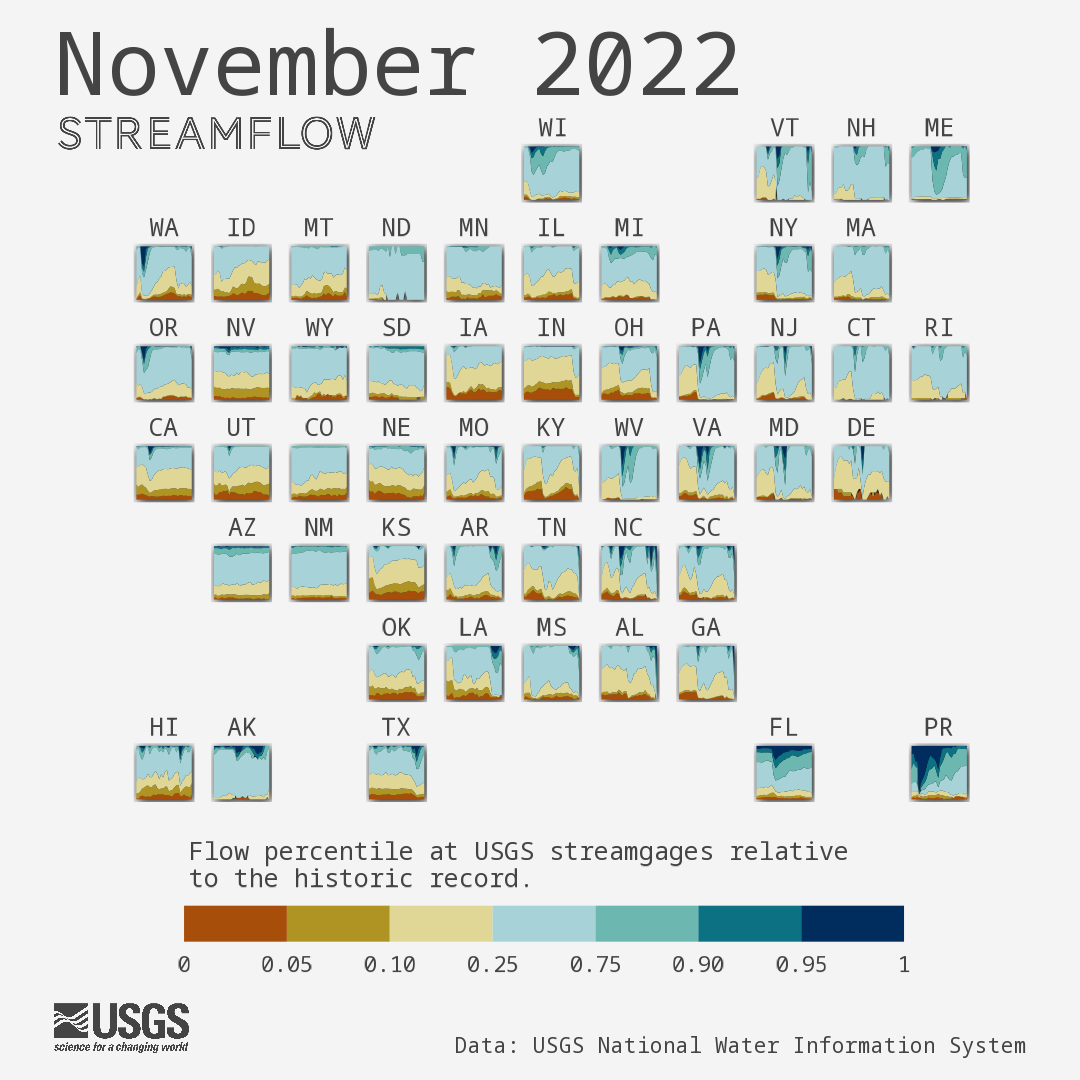 November 2022
STREAMFLOW
WI VT NH ME
WA ID MT ND MN IL MI NY MA
OR NV WY SD IA IN OH PA NJ CT RI
CA UT CO NE MO KY WV VA MD DE
AZ NM KS AR TN NC SC
OK LA MS AL GA
HI AK TX FL PR
Flow percentile at USGS streamgages relative
to the historic record.
0 0.05 0.10 0.25 0.75 0.90 0.95 1
USGS
science for a changing world
Data: USGS National Water Information System